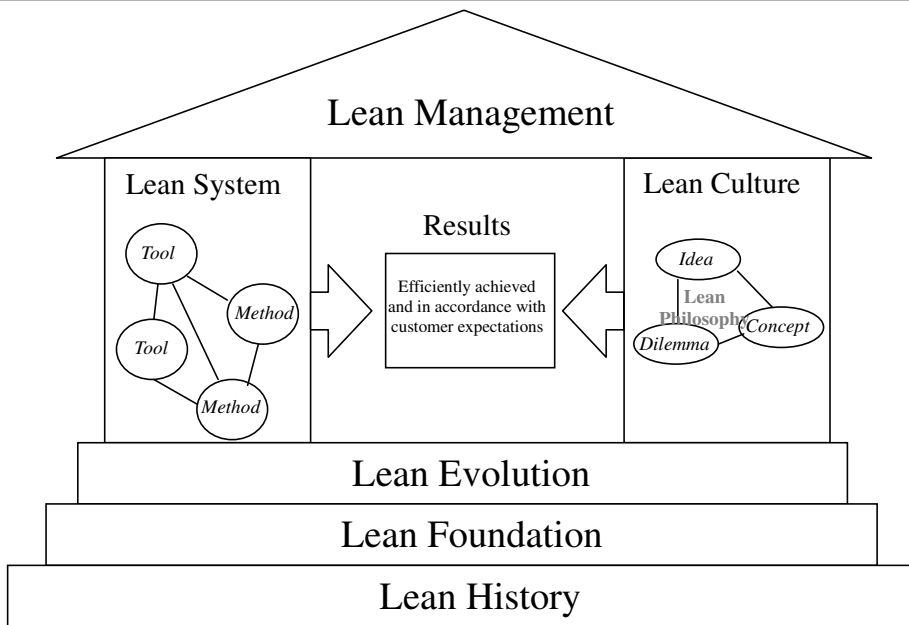 Lean Management
Lean System
Tool
Method
Tool
Method
Results
Efficiently achieved
and in accordance with
customer expectations
Lean Culture
Idea
Lean
Philosophy
Concept
Dilemma
Lean Evolution
Lean Foundation
Lean History